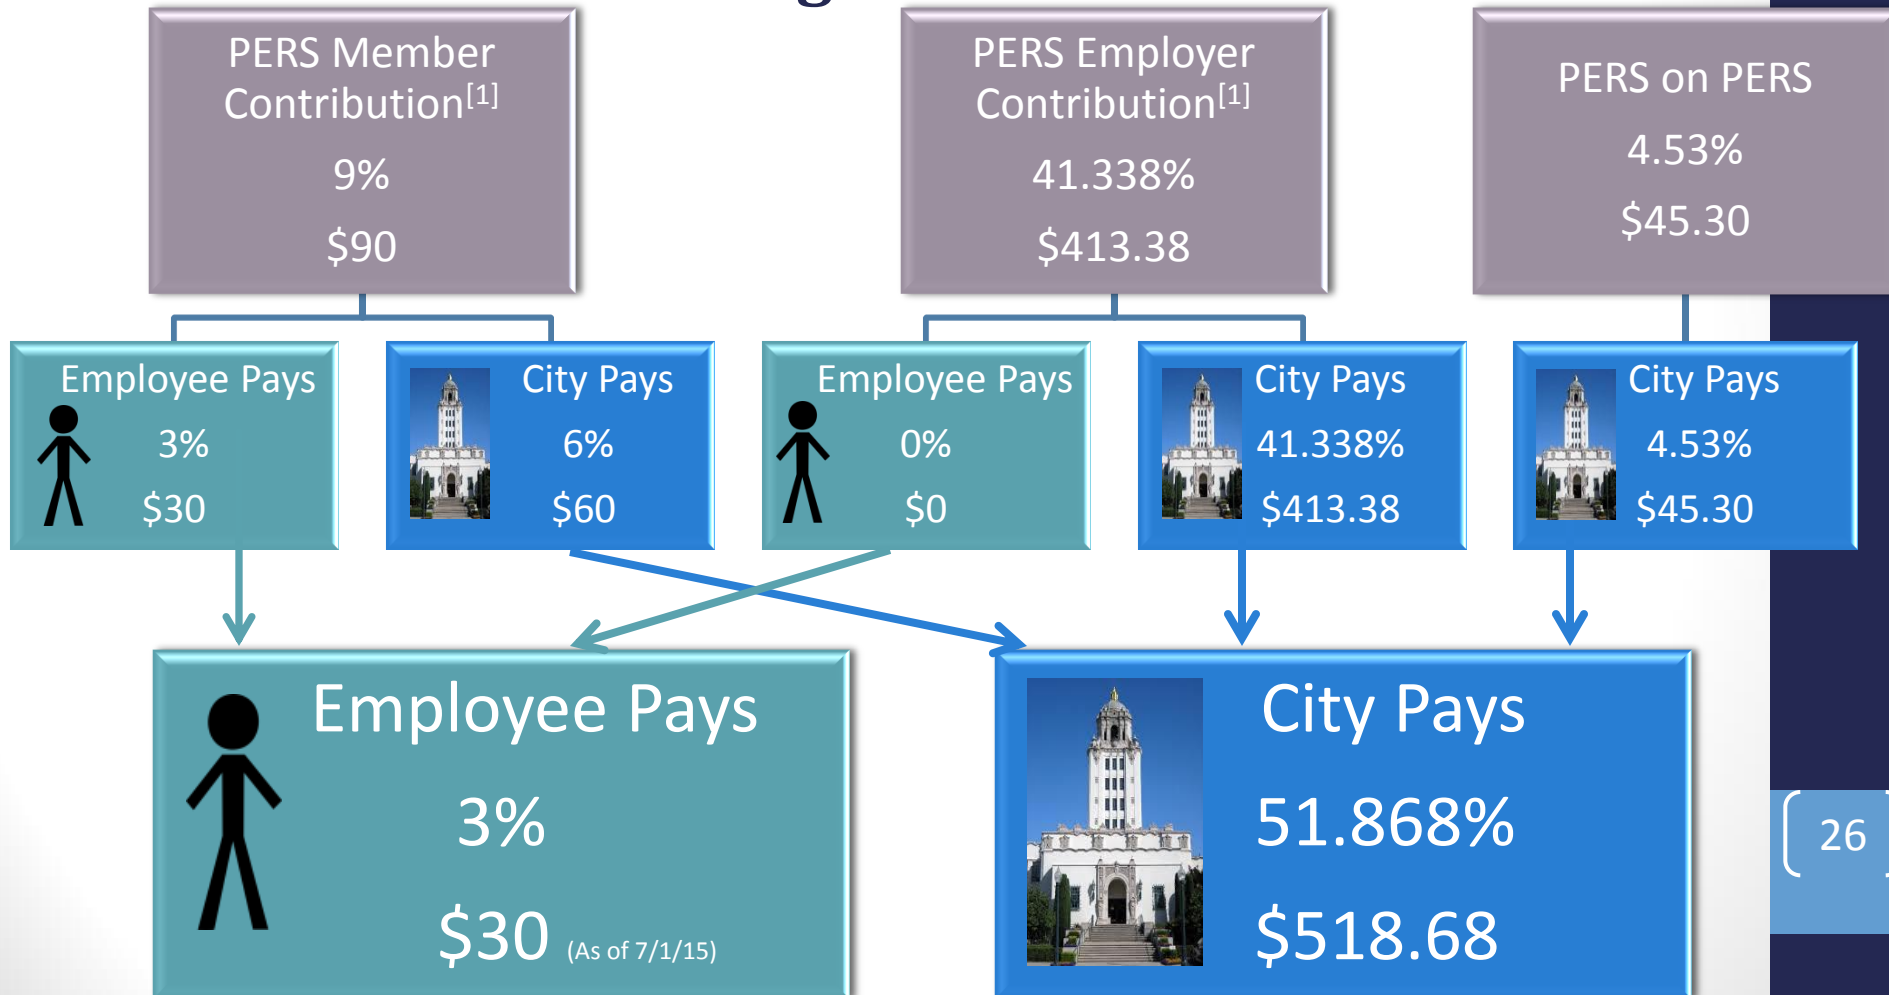 PERS Member
Contribution[1]
9%
$90
PERS Employer
Contribution[1]
41.338%
$413.38
PERS on PERS
4.53%
$45.30
Employee Pays
3%
$30
City Pays
6%
$60
Employee Pays
0%
$0
City Pays
41.338%
$413.38
City Pays
4.53%
$45.30
Employee Pays
3%
$30 (As of 7/1/15)
City Pays
51.868%
$518.68
26